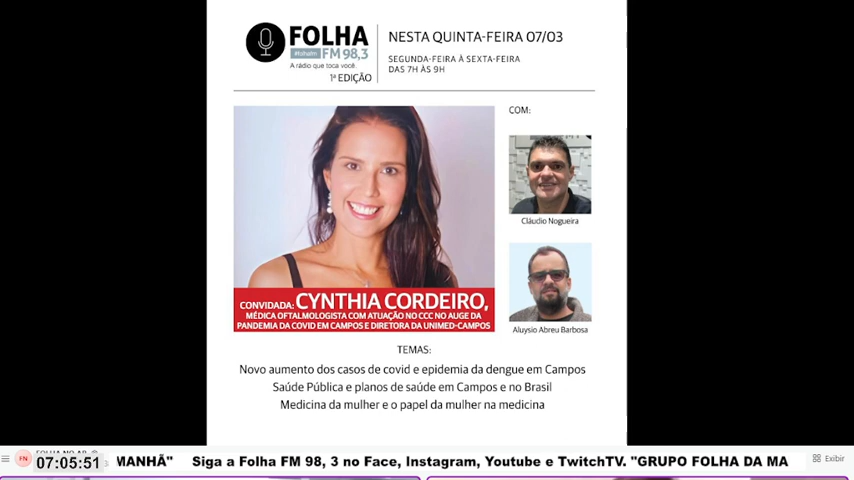 FOLHA
#folhafm FM 98,3
A rádio que toca você.
1ª EDIÇÃO
NESTA QUINTA-FEIRA 07/03
SEGUNDA-FEIRA À SEXTA-FEIRA
DAS 7H ÀS 9H
COM:
Cláudio Nogueira
CONVIDADA: CYNTHIA CORDEIRO,
MÉDICA OFTALMOLOGISTA COM ATUAÇÃO NO CCC NO AUGE DA
PANDEMIA DA COVID EM CAMPOS E DIRETORA DA UNIMED-CAMPOS
Aluysio Abreu Barbosa
TEMAS:
Novo aumento dos casos de covid e epidemia da dengue em Campos
Saúde Pública e planos de saúde em Campos e no Brasil
Medicina da mulher e o papel da mulher na medicina
FN
07:05:51
MANHÃ" Siga a Folha FM 98, 3 no Face, Instagram, Youtube e TwitchTV. "GRUPO FOLHA DA MA
Exibir